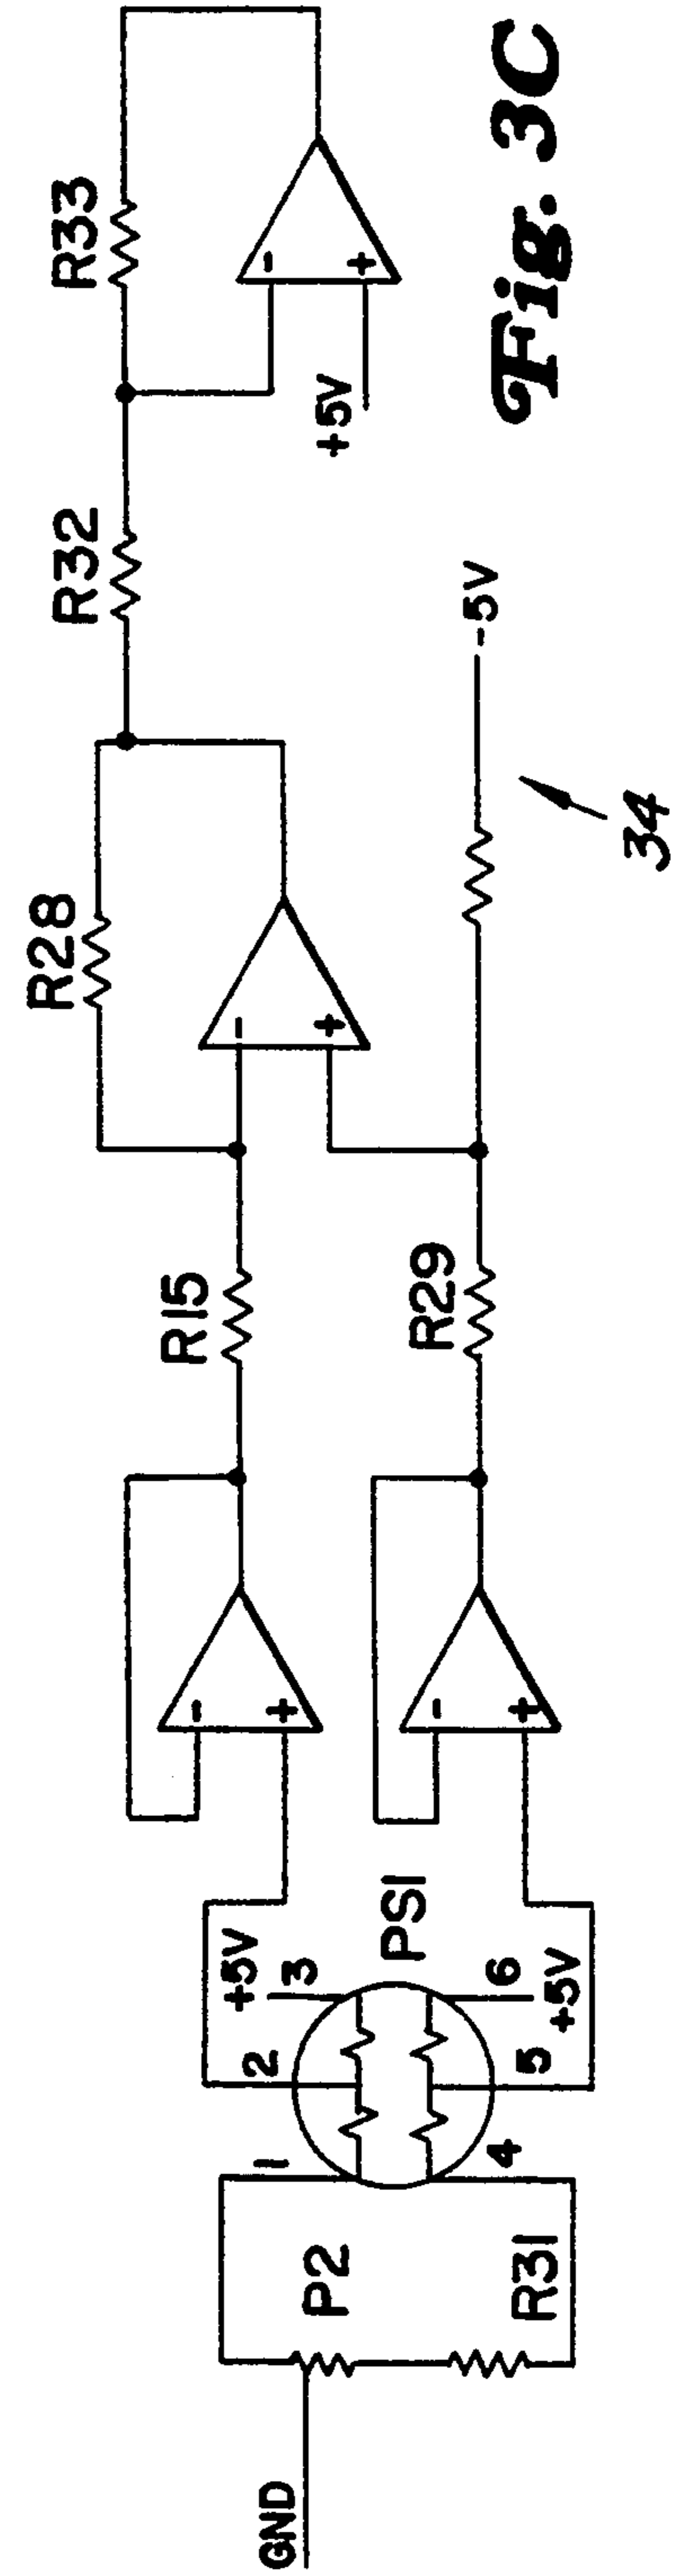 GND
P2
R31
1
2
3
+5V
4
5
6
+5V
PS1
-
+
-
+
R15
R29
R28
-
+
-5V
34
R32
R33
-
+
+5V
Fig. 3C